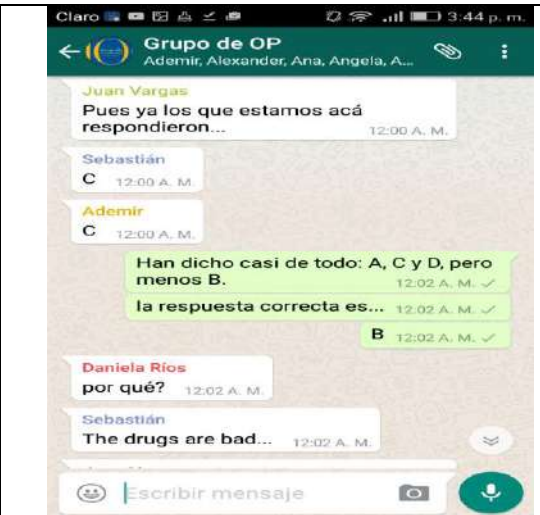 Claro 3:44 p. m.
Grupo de OP
Ademir, Alexander, Ana, Angela, A...
Juan Vargas
Pues ya los que estamos acá
respondieron...
12:00 A. M.
Sebastián
C 12:00 A. M.
Ademir
C 12:00 A. M.
Han dicho casi de todo: A, C y D, pero
menos B.
12:02 A. M.
la respuesta correcta es... 12:02 A. M.
B 12:02 A. M.
Daniela Ríos
por qué? 12:02 A. M.
Sebastián
The drugs are bad... 12:02 A. M.
Escribir mensaje